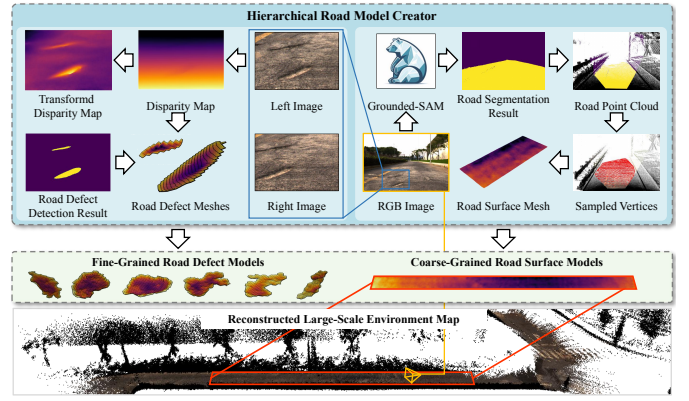 Hierarchical Road Model Creator
Transformd
Disparity Map
Disparity Map
Left Image
Grounded-SAM
Road Segmentation
Result
Road Point Cloud
Road Defect
Detection Result
Road Defect Meshes
Right Image
RGB Image
Road Surface Mesh
Sampled Vertices
Fine-Grained Road Defect Models
Coarse-Grained Road Surface Models
Reconstructed Large-Scale Environment Map